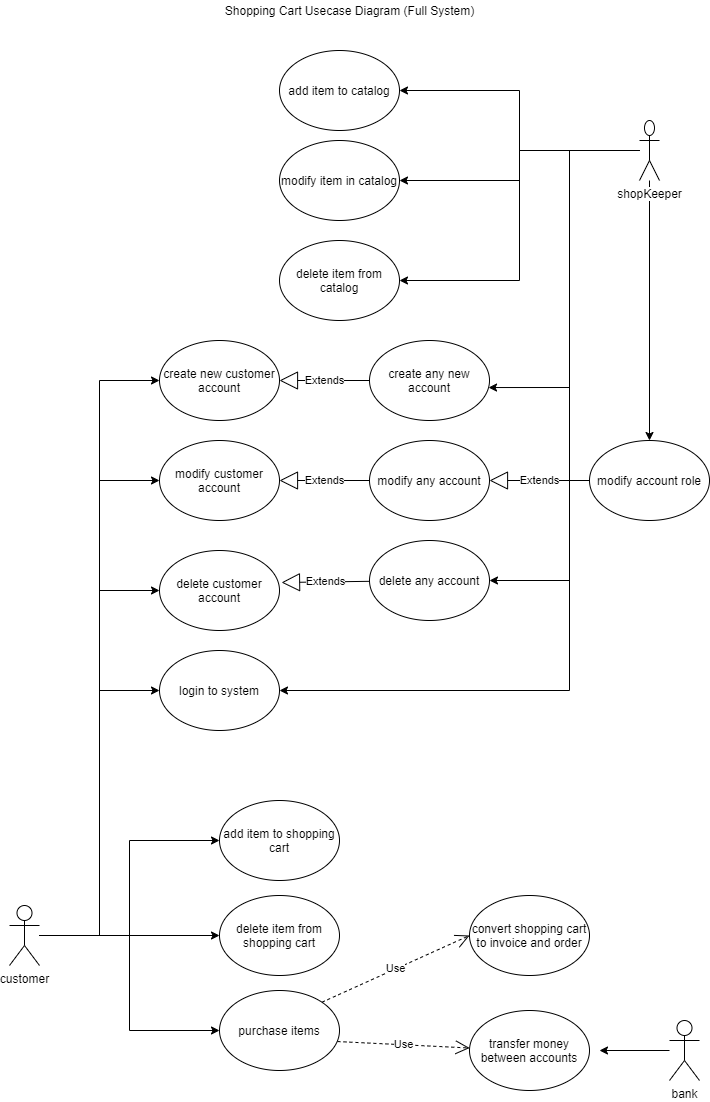 Shopping Cart Usecase Diagram (Full System)
add item to catalog
modify item in catalog
shopKeeper
delete item from
catalog
create new customer
account
Extends
create any new
account
modify customer
account
Extends
modify any account
Extends
modify account role
delete customer
account
Extends
delete any account
login to system
add item to shopping
cart
customer
delete item from
shopping cart
convert shopping cart
to invoice and order
Use
purchase items
Use
transfer money
between accounts
bank